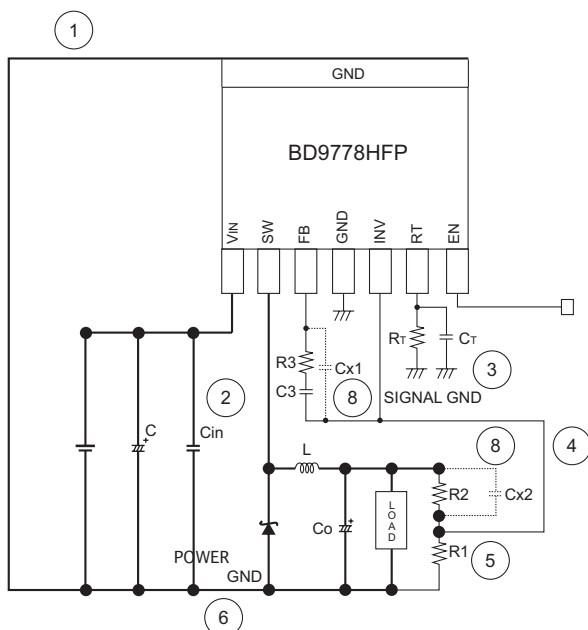 1
GND
BD9778HFP
VIN
SW
FB
GND
INV
RT
EN
R3
Cx1
C3
8
RT
CT
3
SIGNAL GND
2
C
+
Cin
8
4
L
R2
Cx2
Co
+
LOAD
R1
5
POWER
GND
6